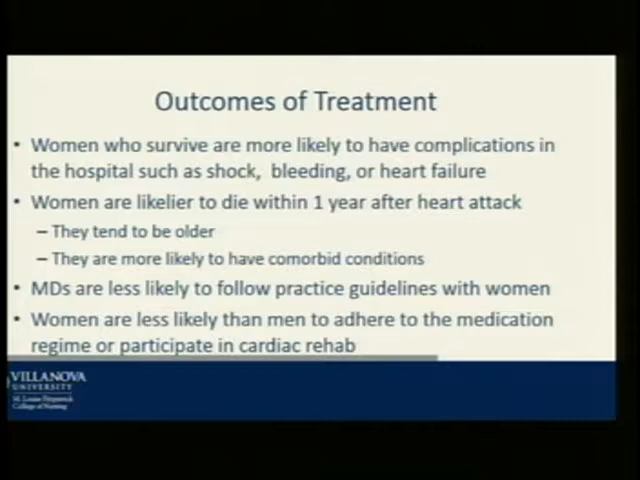 Outcomes of Treatment
• Women who survive are more likely to have complications in
the hospital such as shock, bleeding, or heart failure
• Women are likelier to die within 1 year after heart attack
– They tend to be older
– They are more likely to have comorbid conditions
• MDs are less likely to follow practice guidelines with women
• Women are less likely than men to adhere to the medication
regime or participate in cardiac rehab
VILLANOVA
UNIVERSITY
M. Louise Fitzpatrick
College of Nursing